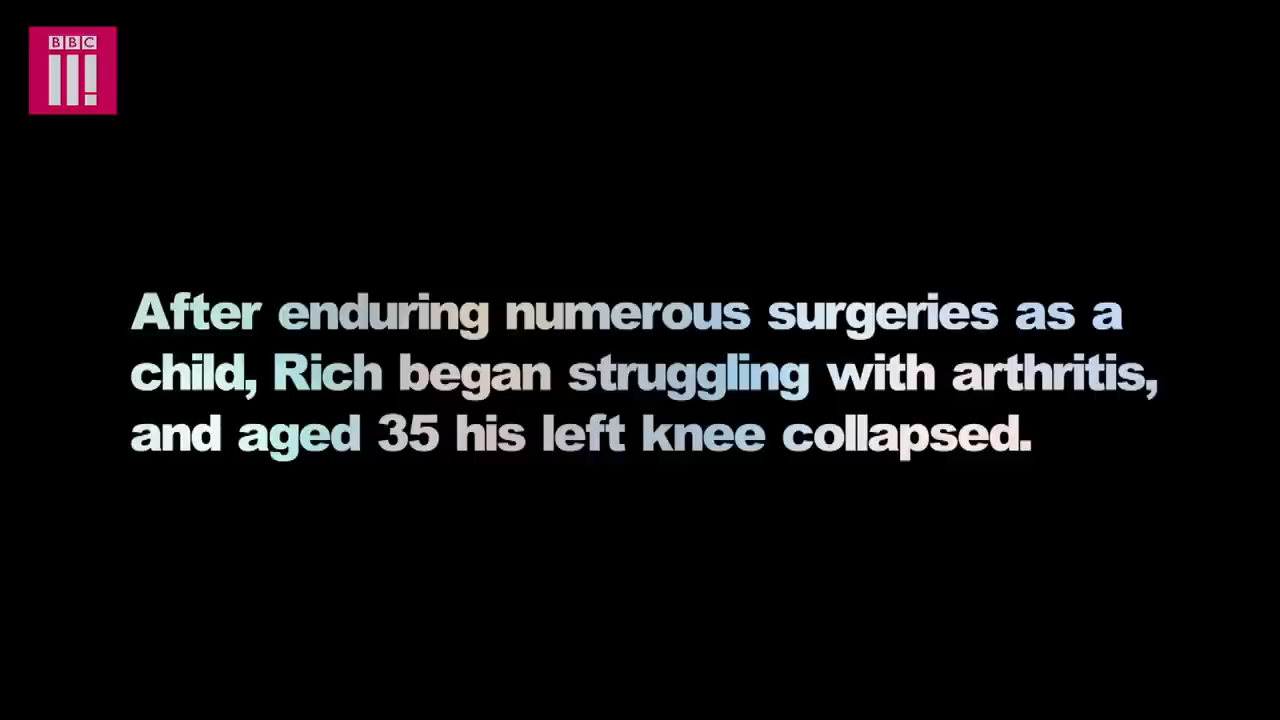 BBC
III!
After enduring numerous surgeries as a
child, Rich began struggling with arthritis,
and aged 35 his left knee collapsed.